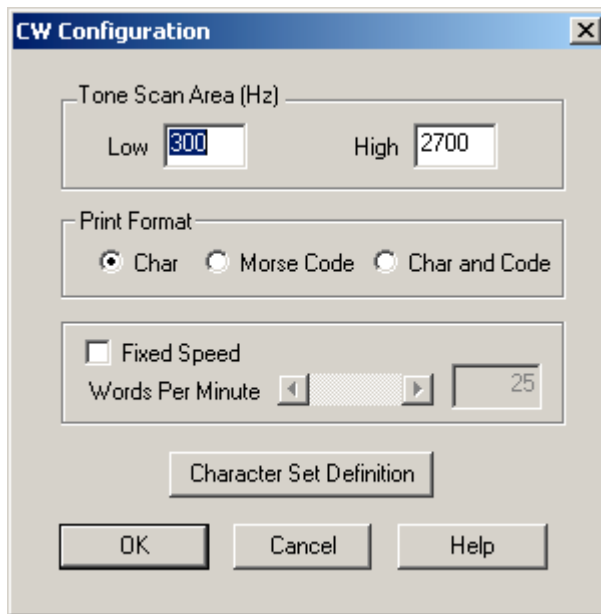 CW Configuration
Tone Scan Area (Hz)
Low 300 High 2700
Print Format
Char Morse Code Char and Code
Fixed Speed
Words Per Minute 25
Character Set Definition
OK Cancel Help